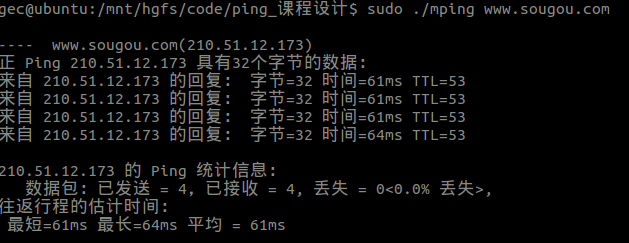 gec@ubuntu:/mnt/hgfs/code/ping_课程设计$ sudo ./mping www.sougou.com
----  www.sougou.com(210.51.12.173)
正 Ping 210.51.12.173 具有32个字节的数据:
来自 210.51.12.173 的回复:  字节=32 时间=61ms TTL=53
来自 210.51.12.173 的回复:  字节=32 时间=61ms TTL=53
来自 210.51.12.173 的回复:  字节=32 时间=61ms TTL=53
来自 210.51.12.173 的回复:  字节=32 时间=64ms TTL=53
210.51.12.173 的 Ping 统计信息:
数据包: 已发送 = 4, 已接收 = 4, 丢失 = 0<0.0% 丢失>,
往返行程的估计时间:
最短=61ms 最长=64ms 平均 = 61ms